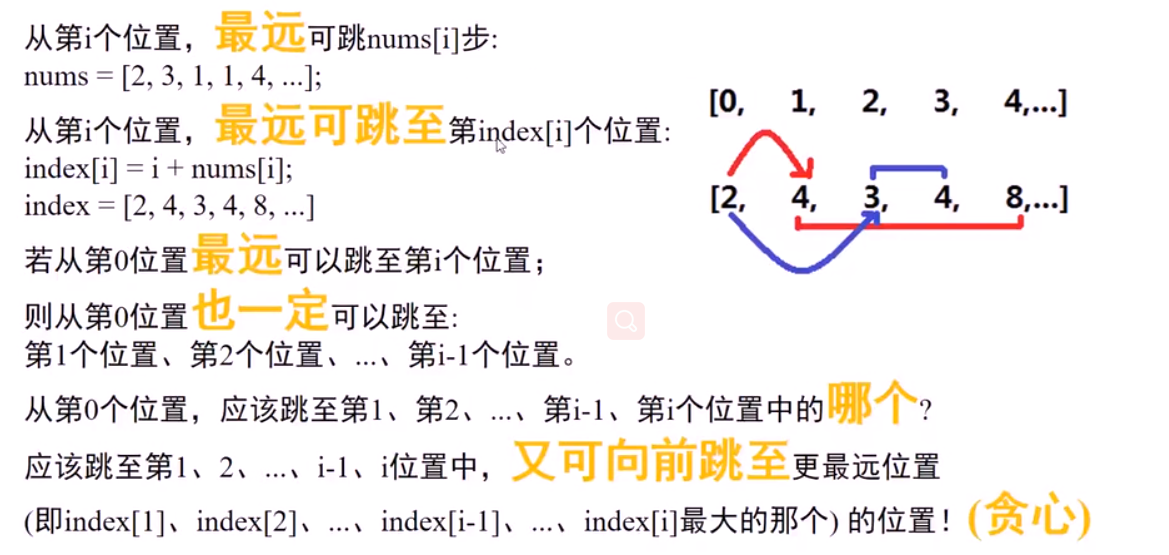 从第i个位置，最远可跳nums[i]步:
nums = [2, 3, 1, 1, 4, ...];
从第i个位置，最远可跳至第index[i]个位置:
index[i] = i + nums[i];
index = [2, 4, 3, 4, 8, ...]
[0, 1, 2, 3, 4,...]
[2, 4, 3, 4, 8,...]
若从第0位置最远可以跳至第i个位置；
则从第0位置也一定可以跳至:
第1个位置、第2个位置、...、第i-1个位置。
从第0个位置，应该跳至第1、第2、...、第i-1、第i个位置中的哪个?
应该跳至第1、2、...、i-1、i位置中，又可向前跳至更最远位置
(即index[1]、index[2]、...、index[i-1]、...、index[i]最大的那个) 的位置！(贪心)